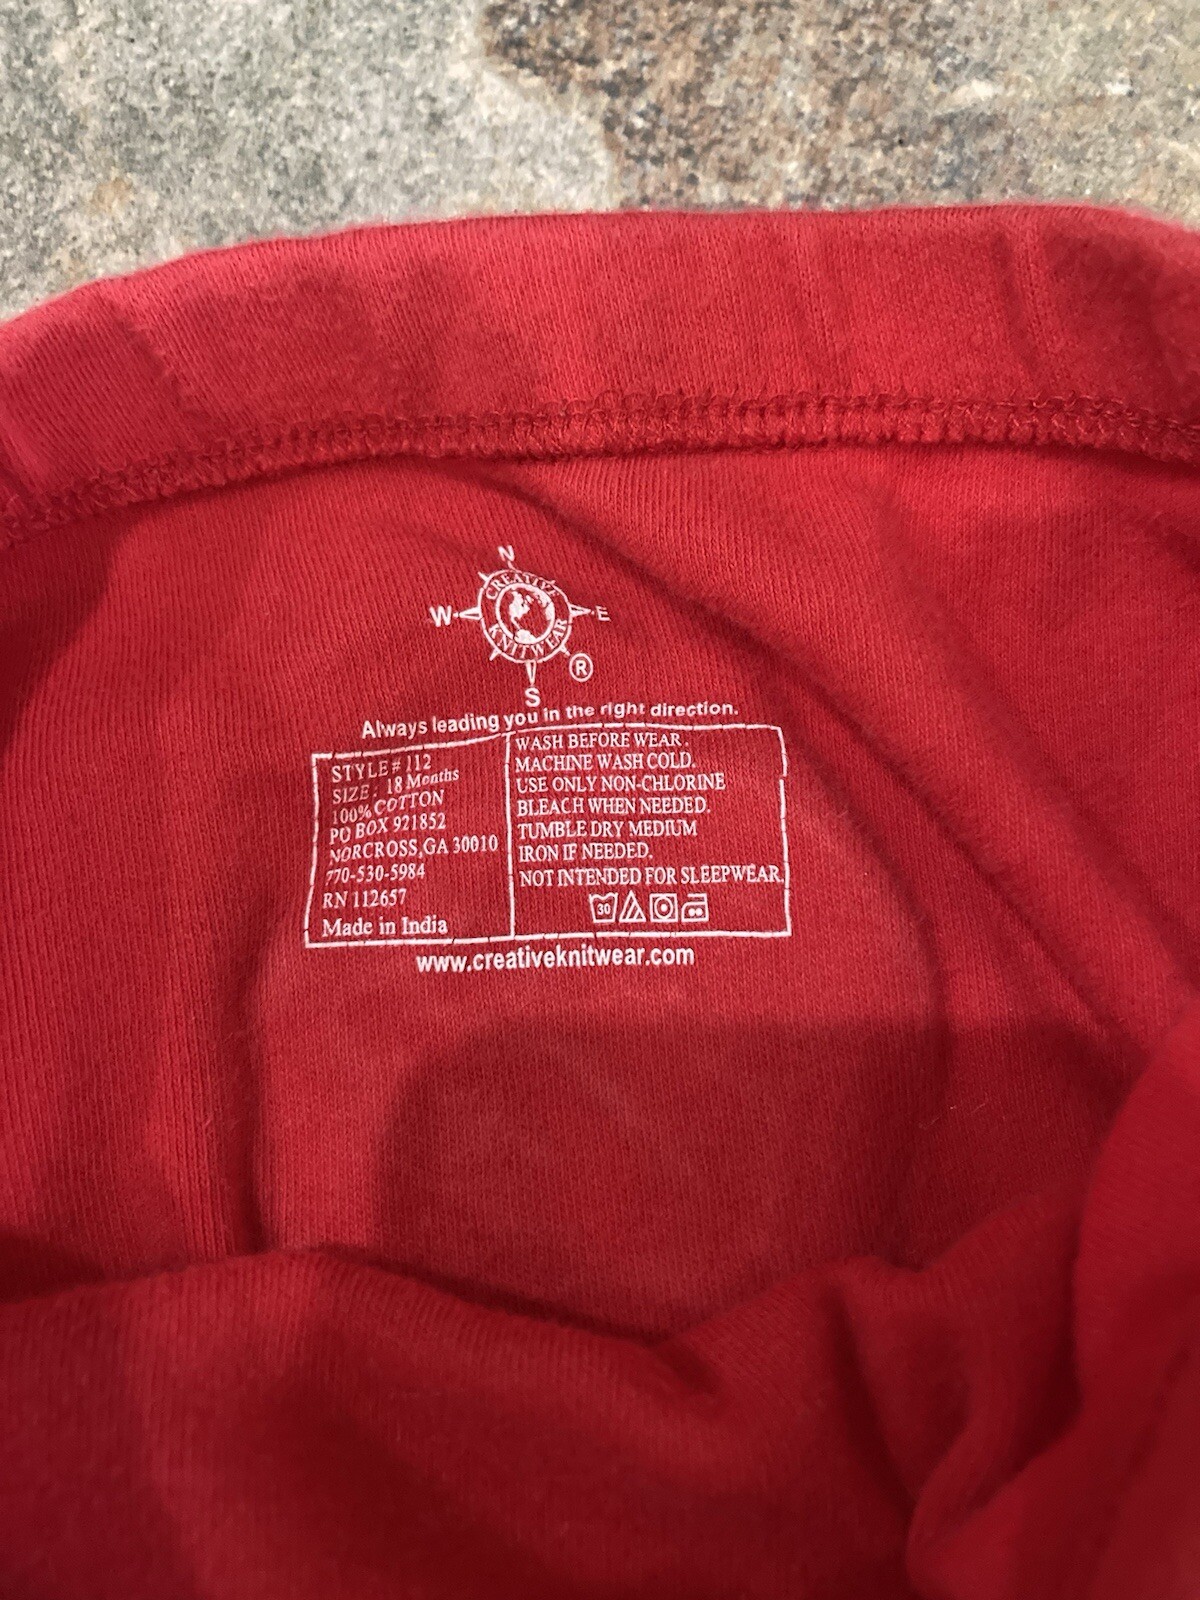 N
W E
CREATIVE
KNITWEAR
®
S
Always leading you in the right direction.
STYLE # 112
SIZE : 18 Months
100% COTTON
PO BOX 921852
NORCROSS,GA 30010
770-530-5984
RN 112657
Made in India
WASH BEFORE WEAR.
MACHINE WASH COLD.
USE ONLY NON-CHLORINE
BLEACH WHEN NEEDED.
TUMBLE DRY MEDIUM
IRON IF NEEDED.
NOT INTENDED FOR SLEEPWEAR.
30
www.creativeknitwear.com